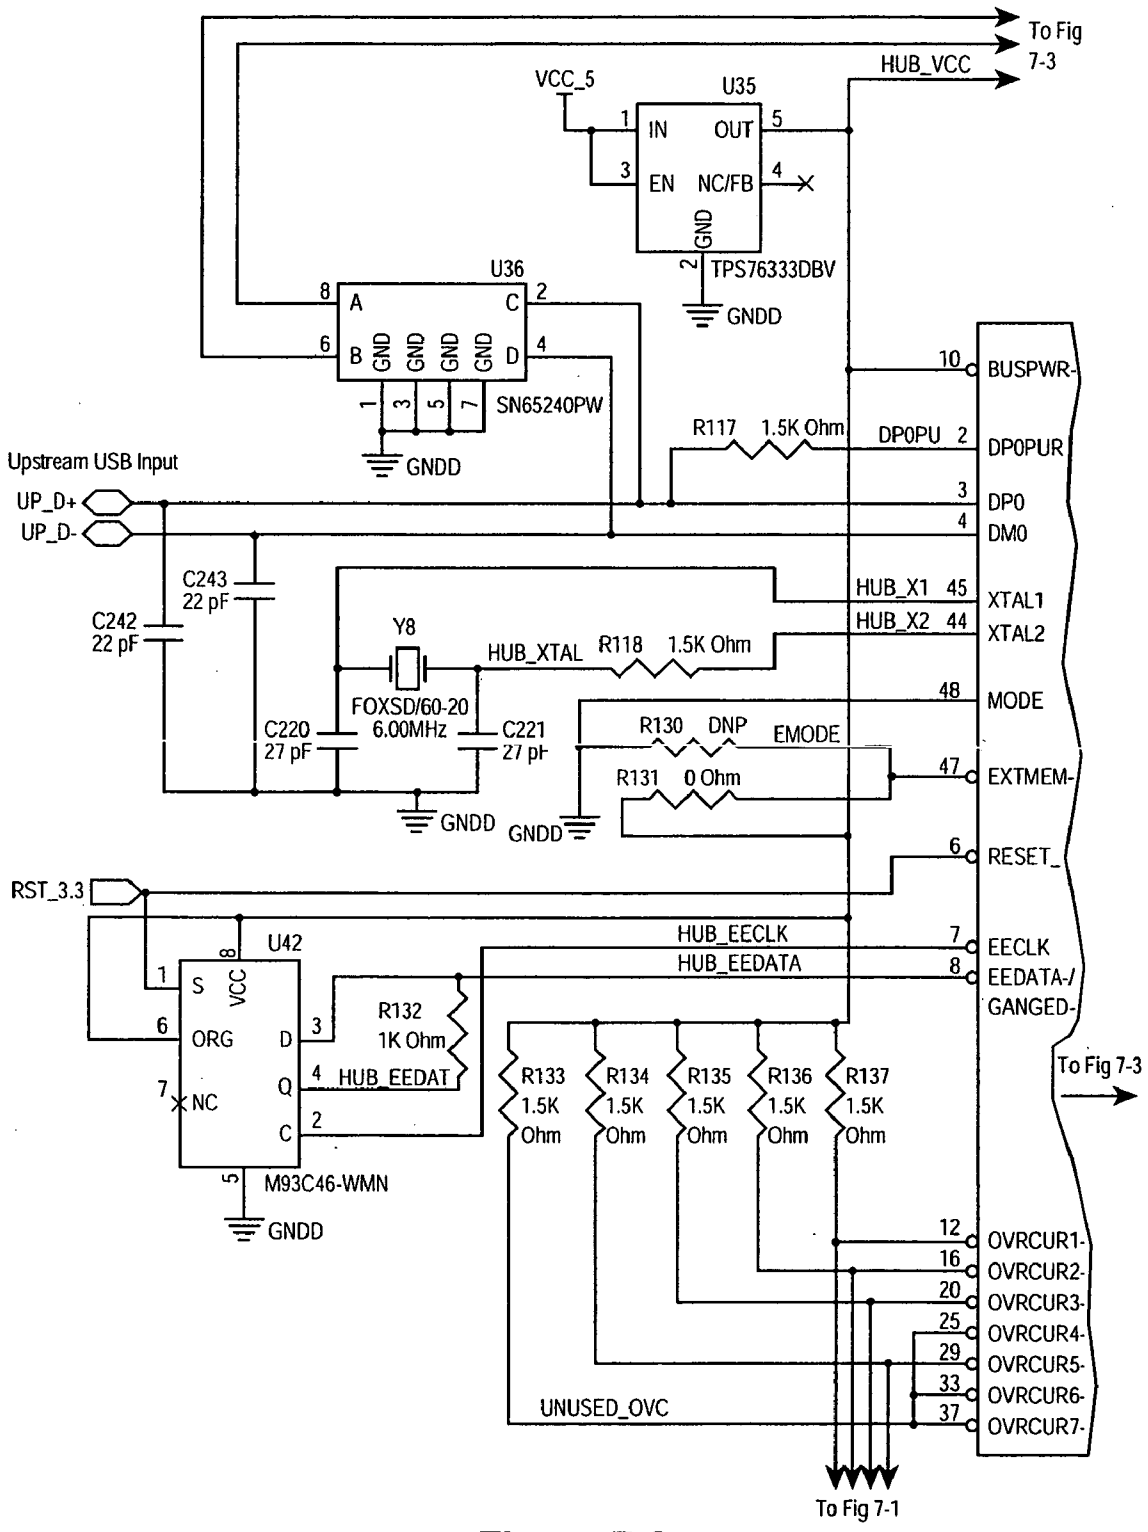 To Fig
7-3
HUB_VCC
VCC_5
U35
1 IN OUT 5
3 EN NC/FB 4
GND
2
TPS76333DBV
GNDD
U36
8 A C 2
6 B D 4
GND GND GND GND
1 3 5 7
SN65240PW
GNDD
10 BUSPWR-
R117 1.5K Ohm DP0PU 2 DP0PUR
Upstream USB Input
UP_D+ 3 DP0
UP_D- 4 DM0
C243
22 pF
C242
22 pF
HUB_X1 45 XTAL1
HUB_X2 44 XTAL2
Y8
HUB_XTAL R118 1.5K Ohm
FOXSD/60-20
6.00MHz
C220
27 pF
C221
27 pF
GNDD
48 MODE
R130 DNP EMODE
R131 0 Ohm
47 EXTMEM-
GNDD
6 RESET_
RST_3.3
U42
HUB_EECLK 7 EECLK
HUB_EEDATA 8 EEDATA-/
GANGED-
8
VCC
1 S
6 ORG
D 3
R132
1K Ohm
Q 4 HUB_EEDAT
7 NC
C 2
5
M93C46-WMN
GNDD
R133
1.5K
Ohm
R134
1.5K
Ohm
R135
1.5K
Ohm
R136
1.5K
Ohm
R137
1.5K
Ohm
To Fig 7-3
12 OVRCUR1-
16 OVRCUR2-
20 OVRCUR3-
25 OVRCUR4-
29 OVRCUR5-
33 OVRCUR6-
UNUSED_OVC 37 OVRCUR7-
To Fig 7-1